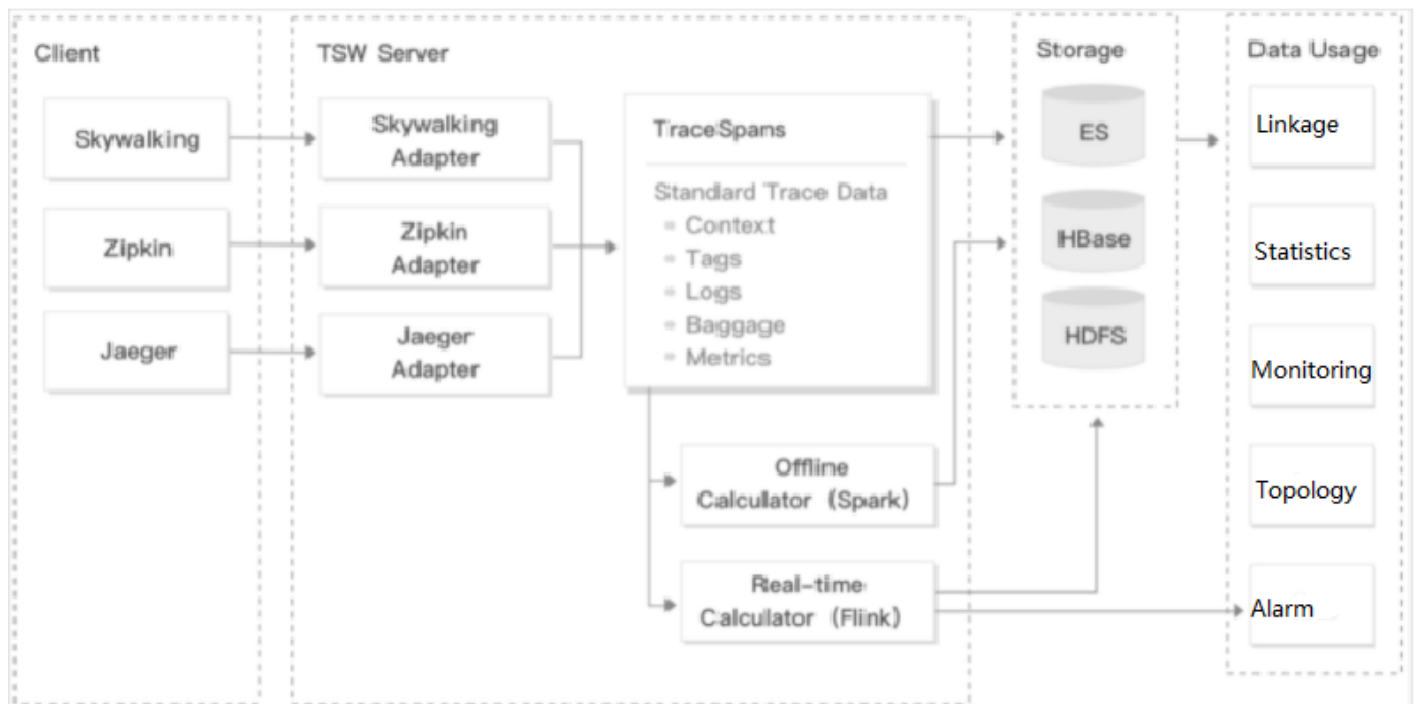 Client
Skywalking
Zipkin
Jaeger
TSW Server
Skywalking
Adapter
Zipkin
Adapter
Jaeger
Adapter
TraceSpans
Standard Trace Data
Context
Tags
Logs
Baggage
Metrics
Offline
Calculator (Spark)
Real-time
Calculator (Flink)
Storage
ES
HBase
HDFS
Data Usage
Linkage
Statistics
Monitoring
Topology
Alarm